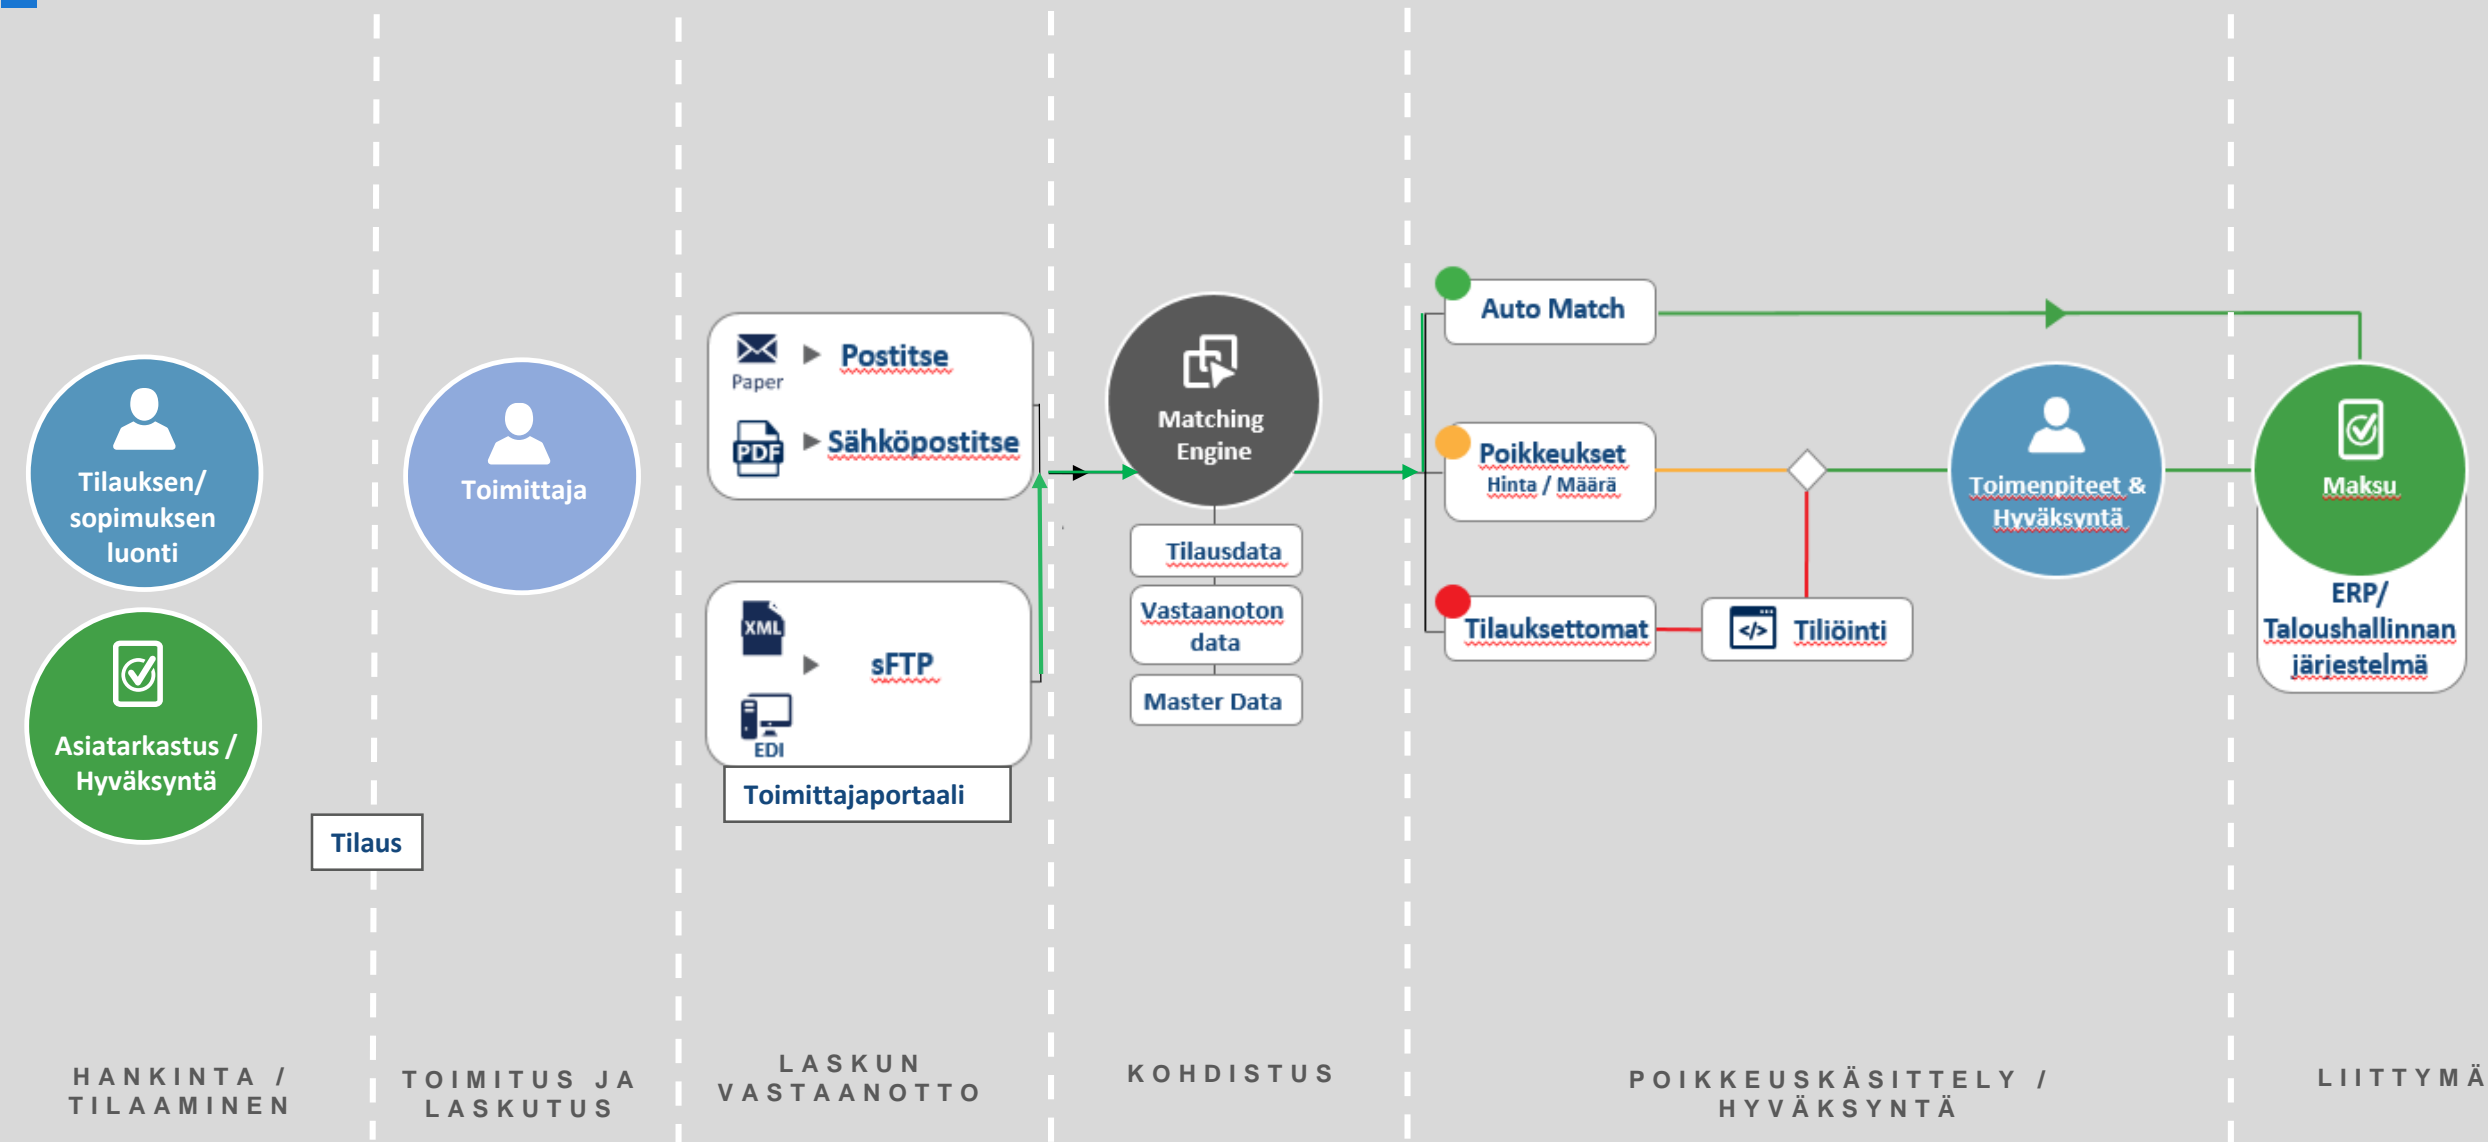 Tilauksen/
sopimuksen
luonti
Asiatarkastus /
Hyväksyntä
Tilaus
Toimittaja
Paper
Postitse
PDF
Sähköpostitse
XML
sFTP
EDI
Toimittajaportaali
Matching
Engine
Tilausdata
Vastaanoton
data
Master Data
Auto Match
Poikkeukset
Hinta / Määrä
Tilauksettomat
</>
Tiliöinti
Toimenpiteet &
Hyväksyntä
Maksu
ERP/
Taloushallinnan
järjestelmä
HANKINTA /
TILAAMINEN
TOIMITUS JA
LASKUTUS
LASKUN
VASTAANOTTO
KOHDISTUS
POIKKEUSKÄSITTELY /
HYVÄKSYNTÄ
LIITTYMÄ